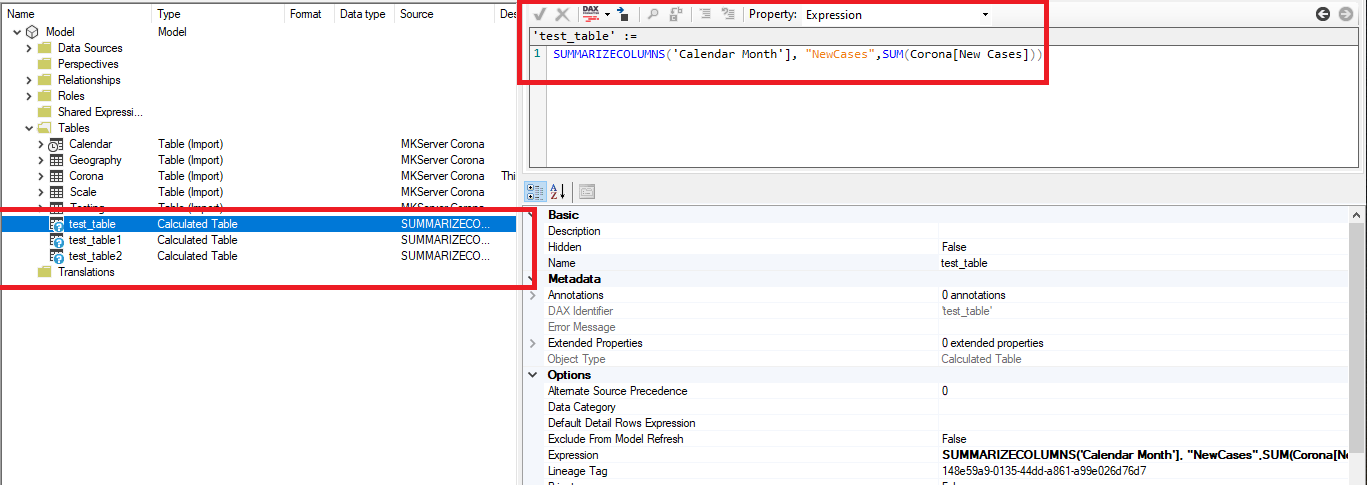 Name Type Format Data type Source Des
Model Model
Data Sources
Perspectives
Relationships
Roles
Shared Expressi...
Tables
Calendar Table (Import) MKServer Corona
Geography Table (Import) MKServer Corona
Corona Table (Import) MKServer Corona Thi
Scale Table (Import) MKServer Corona
Testing Table (Import) MKServer Corona
test_table Calculated Table SUMMARIZECO...
test_table1 Calculated Table SUMMARIZECO...
test_table2 Calculated Table SUMMARIZECO...
Translations
DAX Property: Expression
'test_table' :=
1 SUMMARIZECOLUMNS('Calendar Month'], "NewCases",SUM(Corona[New Cases]))
Basic
Description
Hidden False
Name test_table
Metadata
Annotations 0 annotations
DAX Identifier 'test_table'
Error Message
Extended Properties 0 extended properties
Object Type Calculated Table
Options
Alternate Source Precedence 0
Data Category
Default Detail Rows Expression
Exclude From Model Refresh False
Expression SUMMARIZECOLUMNS('Calendar Month'], "NewCases",SUM(Corona[Ne
Lineage Tag 148e59a9-0135-44dd-a861-a99e026d76d7